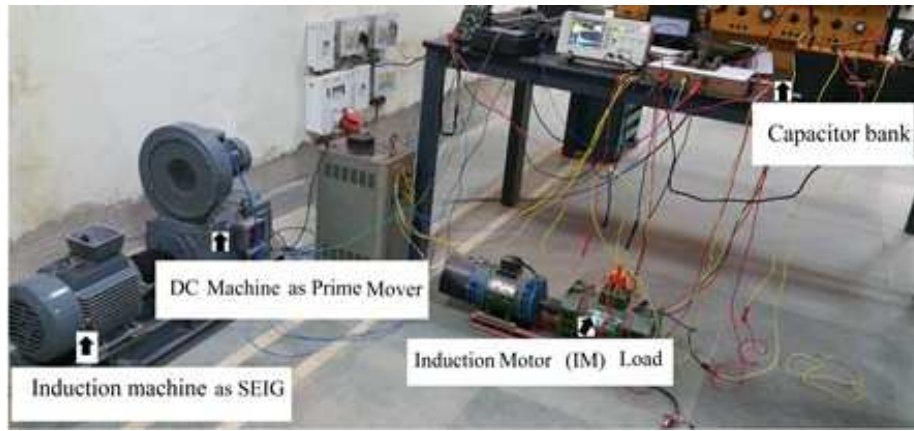 Capacitor bank
DC Machine as Prime Mover
Induction Motor (IM) Load
Induction machine as SEIG